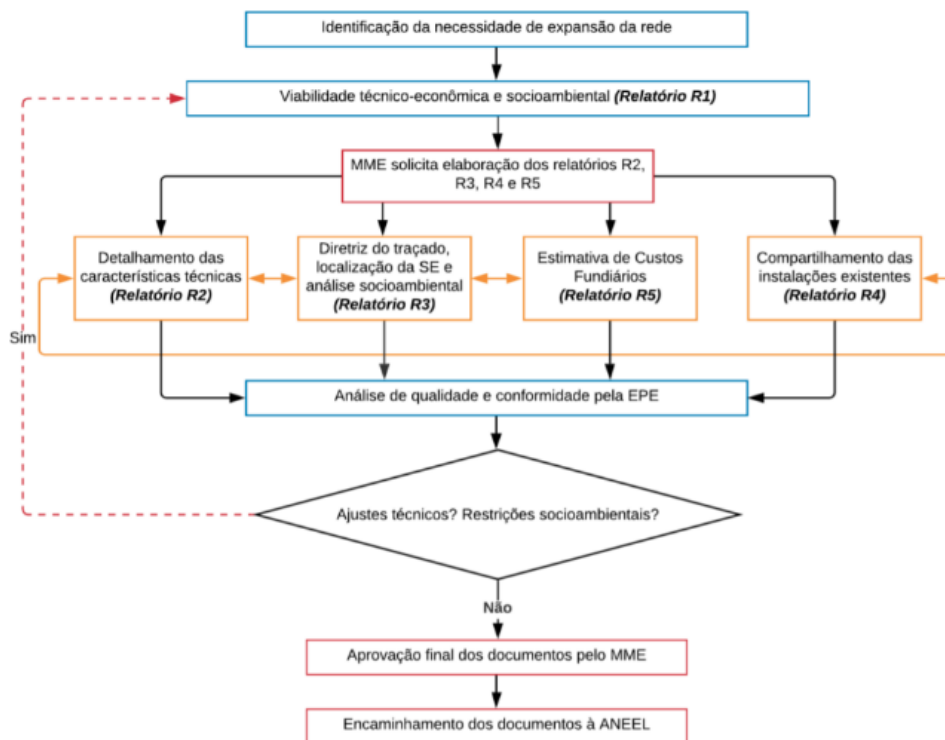 Identificação da necessidade de expansão da rede
Viabilidade técnico-econômica e socioambiental (Relatório R1)
MME solicita elaboração dos relatórios R2,
R3, R4 e R5
Detalhamento das
características técnicas
(Relatório R2)
Diretriz do traçado,
localização da SE e
análise socioambiental
(Relatório R3)
Estimativa de Custos
Fundiários
(Relatório R5)
Compartilhamento das
instalações existentes
(Relatório R4)
Sim
Análise de qualidade e conformidade pela EPE
Ajustes técnicos? Restrições socioambientais?
Não
Aprovação final dos documentos pelo MME
Encaminhamento dos documentos à ANEEL